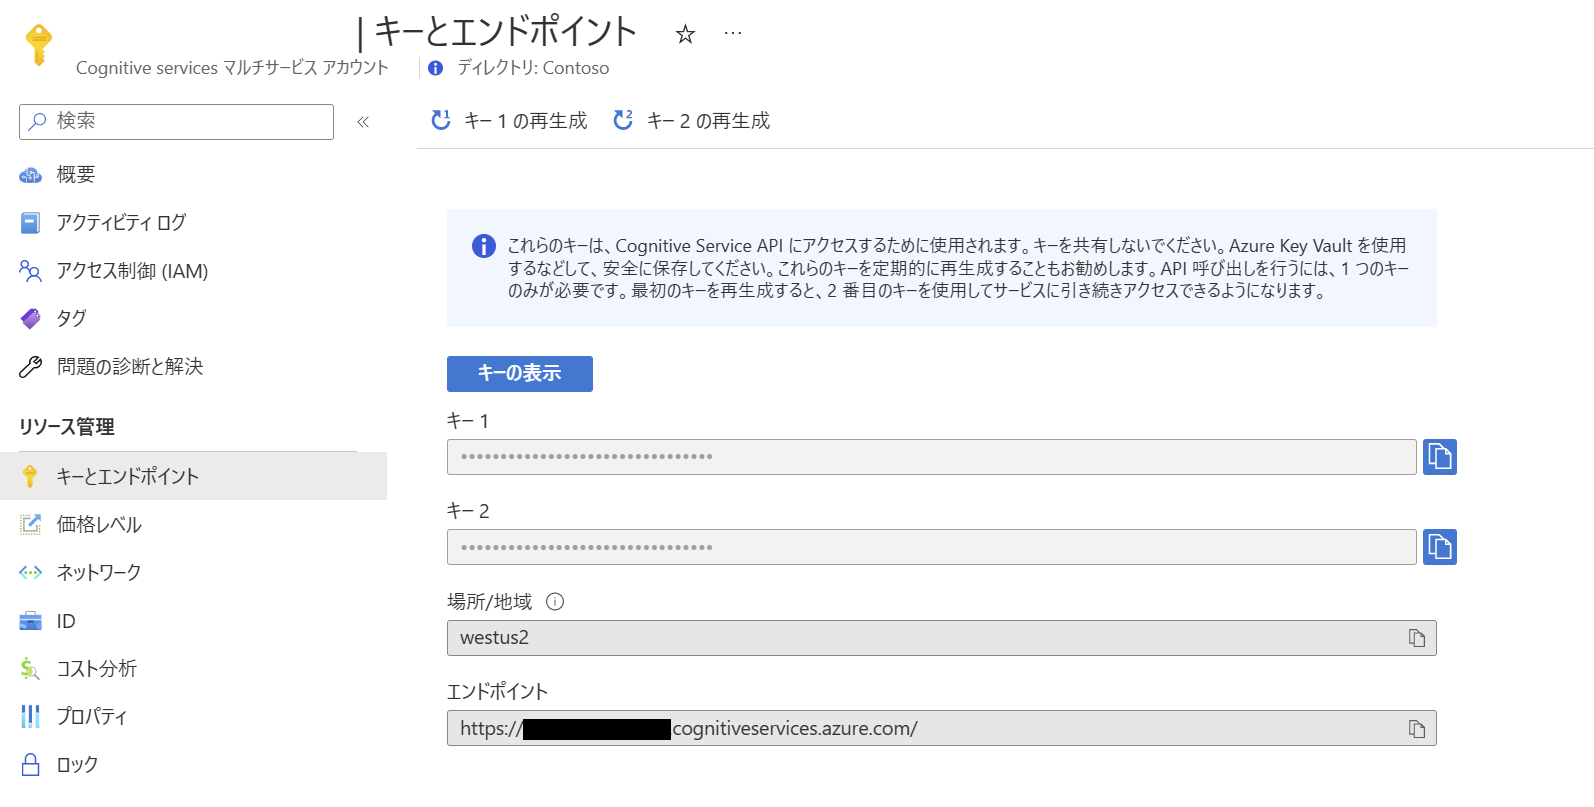 | キーとエンドポイント ☆ …
Cognitive services マルチサービス アカウント
ディレクトリ: Contoso
検索
«
キー 1 の再生成
キー 2 の再生成
概要
アクティビティ ログ
アクセス制御 (IAM)
タグ
問題の診断と解決
リソース管理
キーとエンドポイント
価格レベル
ネットワーク
ID
コスト分析
プロパティ
ロック
これらのキーは、Cognitive Service API にアクセスするために使用されます。キーを共有しないでください。Azure Key Vault を使用
するなどして、安全に保存してください。これらのキーを定期的に再生成することもお勧めします。API 呼び出しを行うには、1 つのキー
のみが必要です。最初のキーを再生成すると、2 番目のキーを使用してサービスに引き続きアクセスできるようになります。
キーの表示
キー 1
••••••••••••••••••••••••••••••••
キー 2
••••••••••••••••••••••••••••••••
場所/地域
westus2
エンドポイント
https:// cognitiveservices.azure.com/